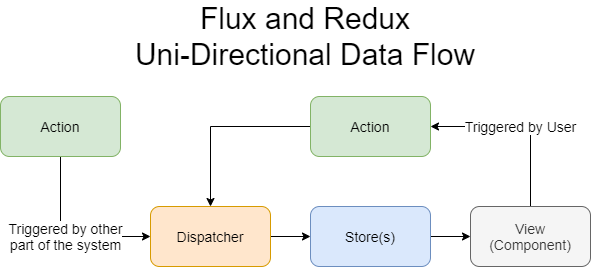 Flux and Redux
Uni-Directional Data Flow
Action
Action
Triggered by User
Triggered by other
part of the system
Dispatcher
Store(s)
View
(Component)